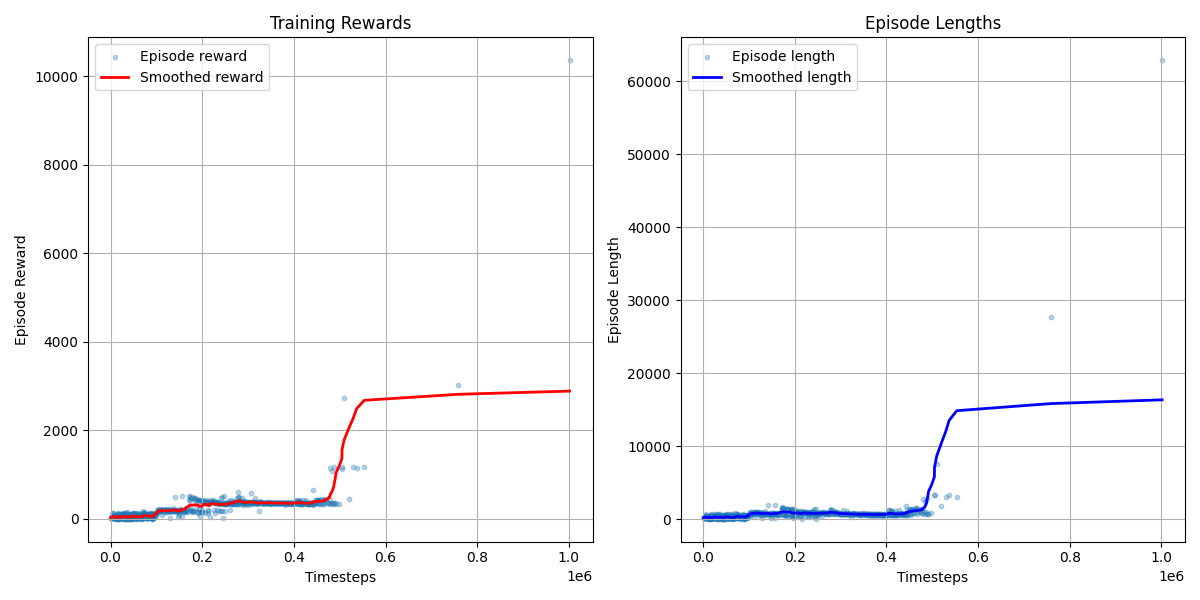 Training Rewards
Episode reward
Smoothed reward
Episode Reward
10000
8000
6000
4000
2000
0
0.0
0.2
0.4
0.6
0.8
1.0
1e6
Timesteps
Episode Lengths
Episode length
Smoothed length
Episode Length
60000
50000
40000
30000
20000
10000
0
0.0
0.2
0.4
0.6
0.8
1.0
1e6
Timesteps